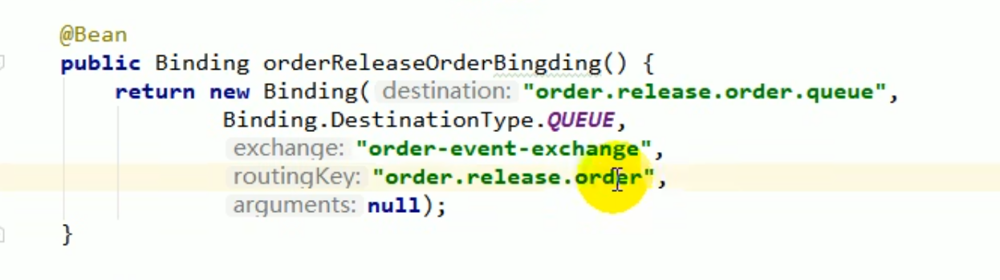 @Bean
public Binding orderReleaseOrderBingding() {
return new Binding( destination: "order.release.order.queue",
Binding.DestinationType.QUEUE,
exchange: "order-event-exchange",
routingKey: "order.release.order",
arguments: null);
}